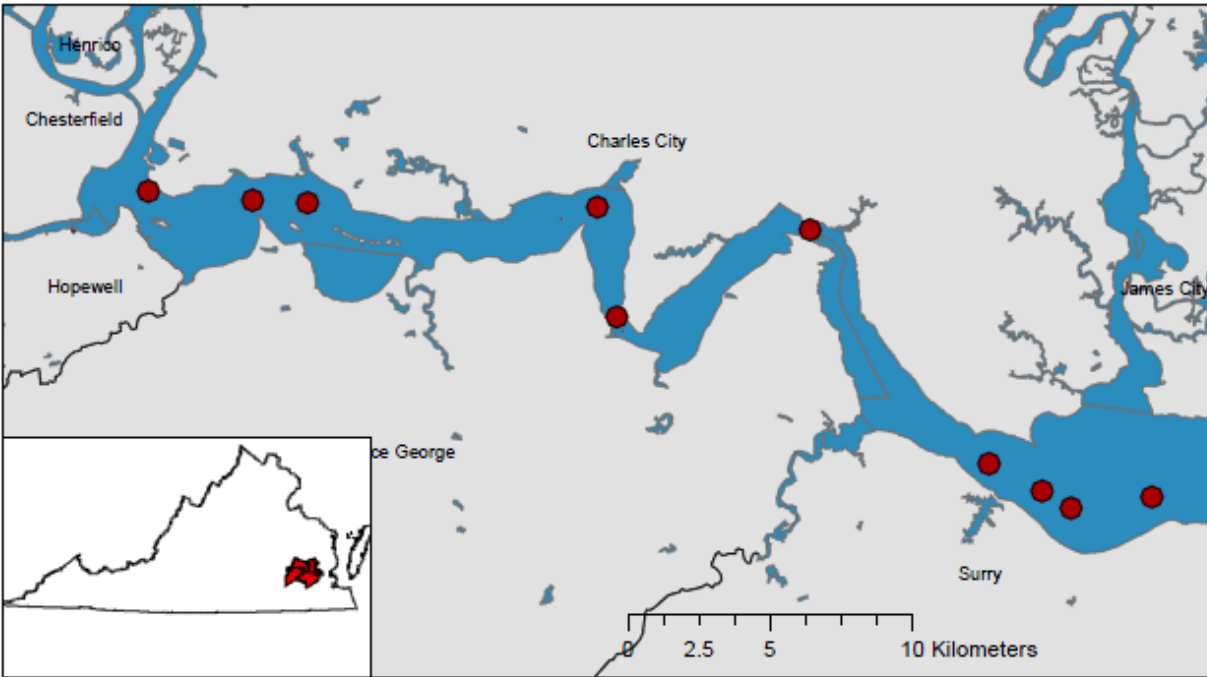 Henrico
Chesterfield
Charles City
Hopewell
James City
ce George
Surry
0 2.5 5 10 Kilometers